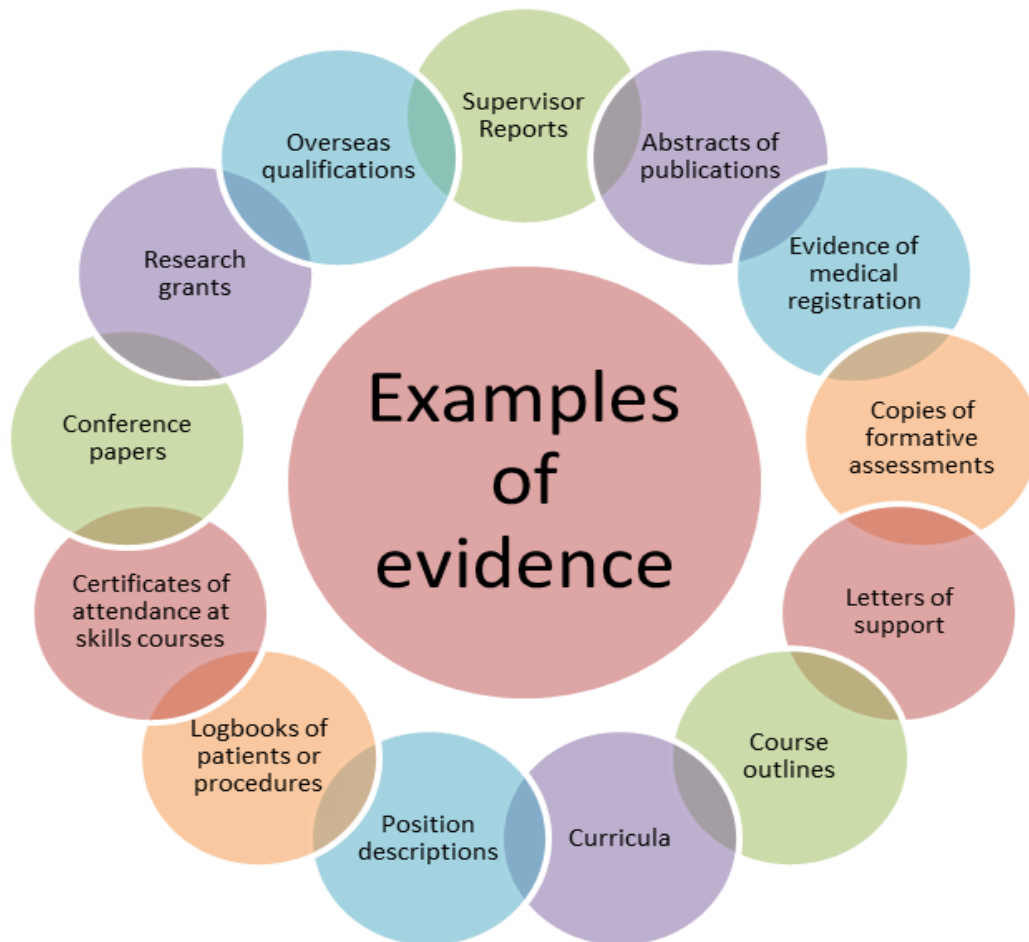 Supervisor
Reports
Abstracts of
publications
Evidence of
medical
registration
Copies of
formative
assessments
Letters of
support
Course
outlines
Curricula
Position
descriptions
Logbooks of
patients or
procedures
Certificates of
attendance at
skills courses
Conference
papers
Research
grants
Overseas
qualifications
Examples
of
evidence